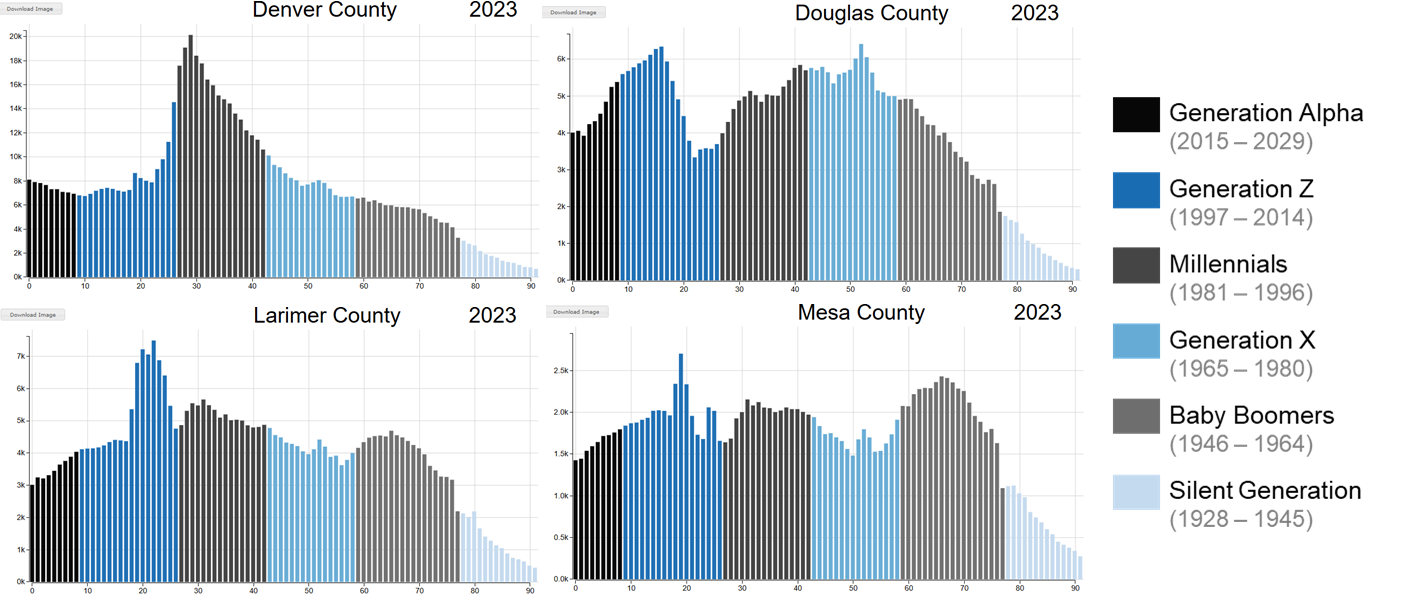 Download Image
Denver County 2023
20k
18k
16k
14k
12k
10k
8k
6k
4k
2k
0k
0 10 20 30 40 50 60 70 80 90
Download Image
Douglas County 2023
6k
5k
4k
3k
2k
1k
0k
0 10 20 30 40 50 60 70 80 90
Download Image
Larimer County 2023
7k
6k
5k
4k
3k
2k
1k
0k
0 10 20 30 40 50 60 70 80 90
Download Image
Mesa County 2023
2.5k
2.0k
1.5k
1.0k
0.5k
0.0k
0 10 20 30 40 50 60 70 80 90
Generation Alpha
(2015 – 2029)
Generation Z
(1997 – 2014)
Millennials
(1981 – 1996)
Generation X
(1965 – 1980)
Baby Boomers
(1946 – 1964)
Silent Generation
(1928 – 1945)